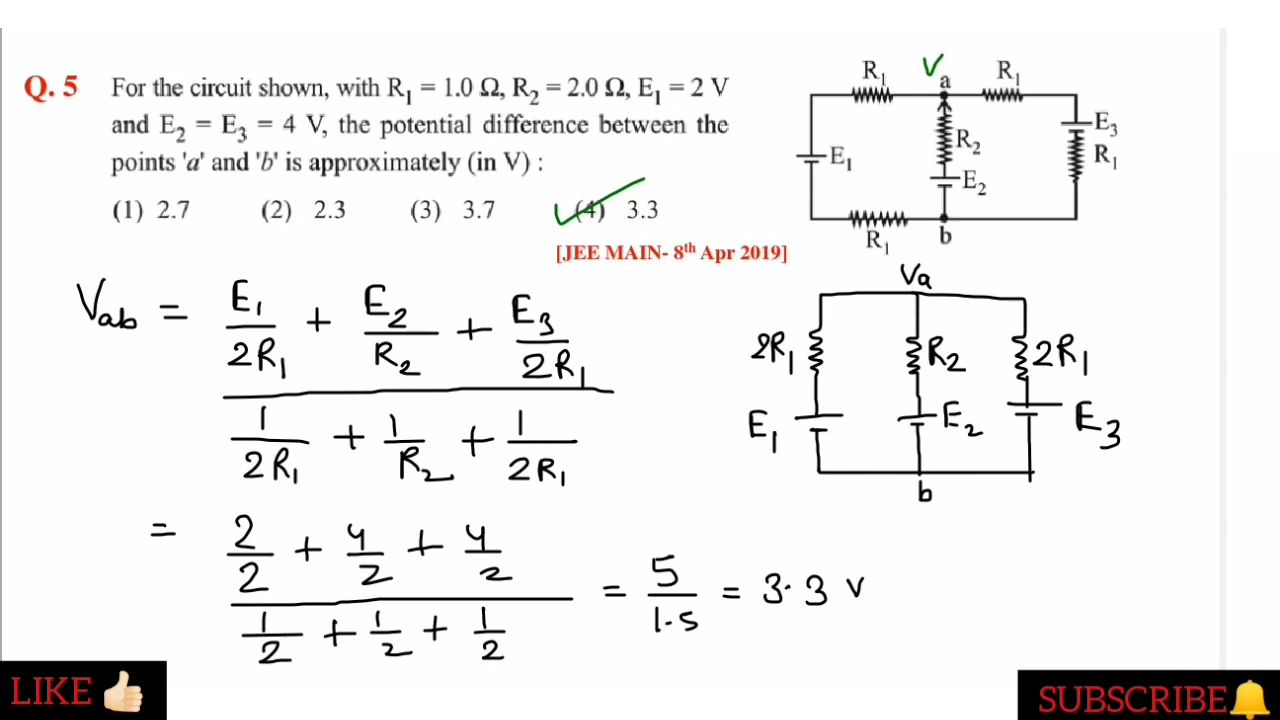 Q. 5 For the circuit shown, with R₁ = 1.0 Ω, R₂ = 2.0 Ω, E₁ = 2 V
and E₂ = E₃ = 4 V, the potential difference between the
points 'a' and 'b' is approximately (in V) :
(1) 2.7 (2) 2.3 (3) 3.7 (4) 3.3
[JEE MAIN- 8th Apr 2019]
R₁ V a R₁
E₁ R₂ E₂ E₃ R₁
R₁ b
Vab = (E₁/2R₁ + E₂/R₂ + E₃/2R₁) / (1/2R₁ + 1/R₂ + 1/2R₁)
Va
2R₁ R₂ 2R₁
E₁ E₂ E₃
b
= (2/2 + 4/2 + 4/2) / (1/2 + 1/2 + 1/2) = 5/1.5 = 3.3 V
LIKE
SUBSCRIBE